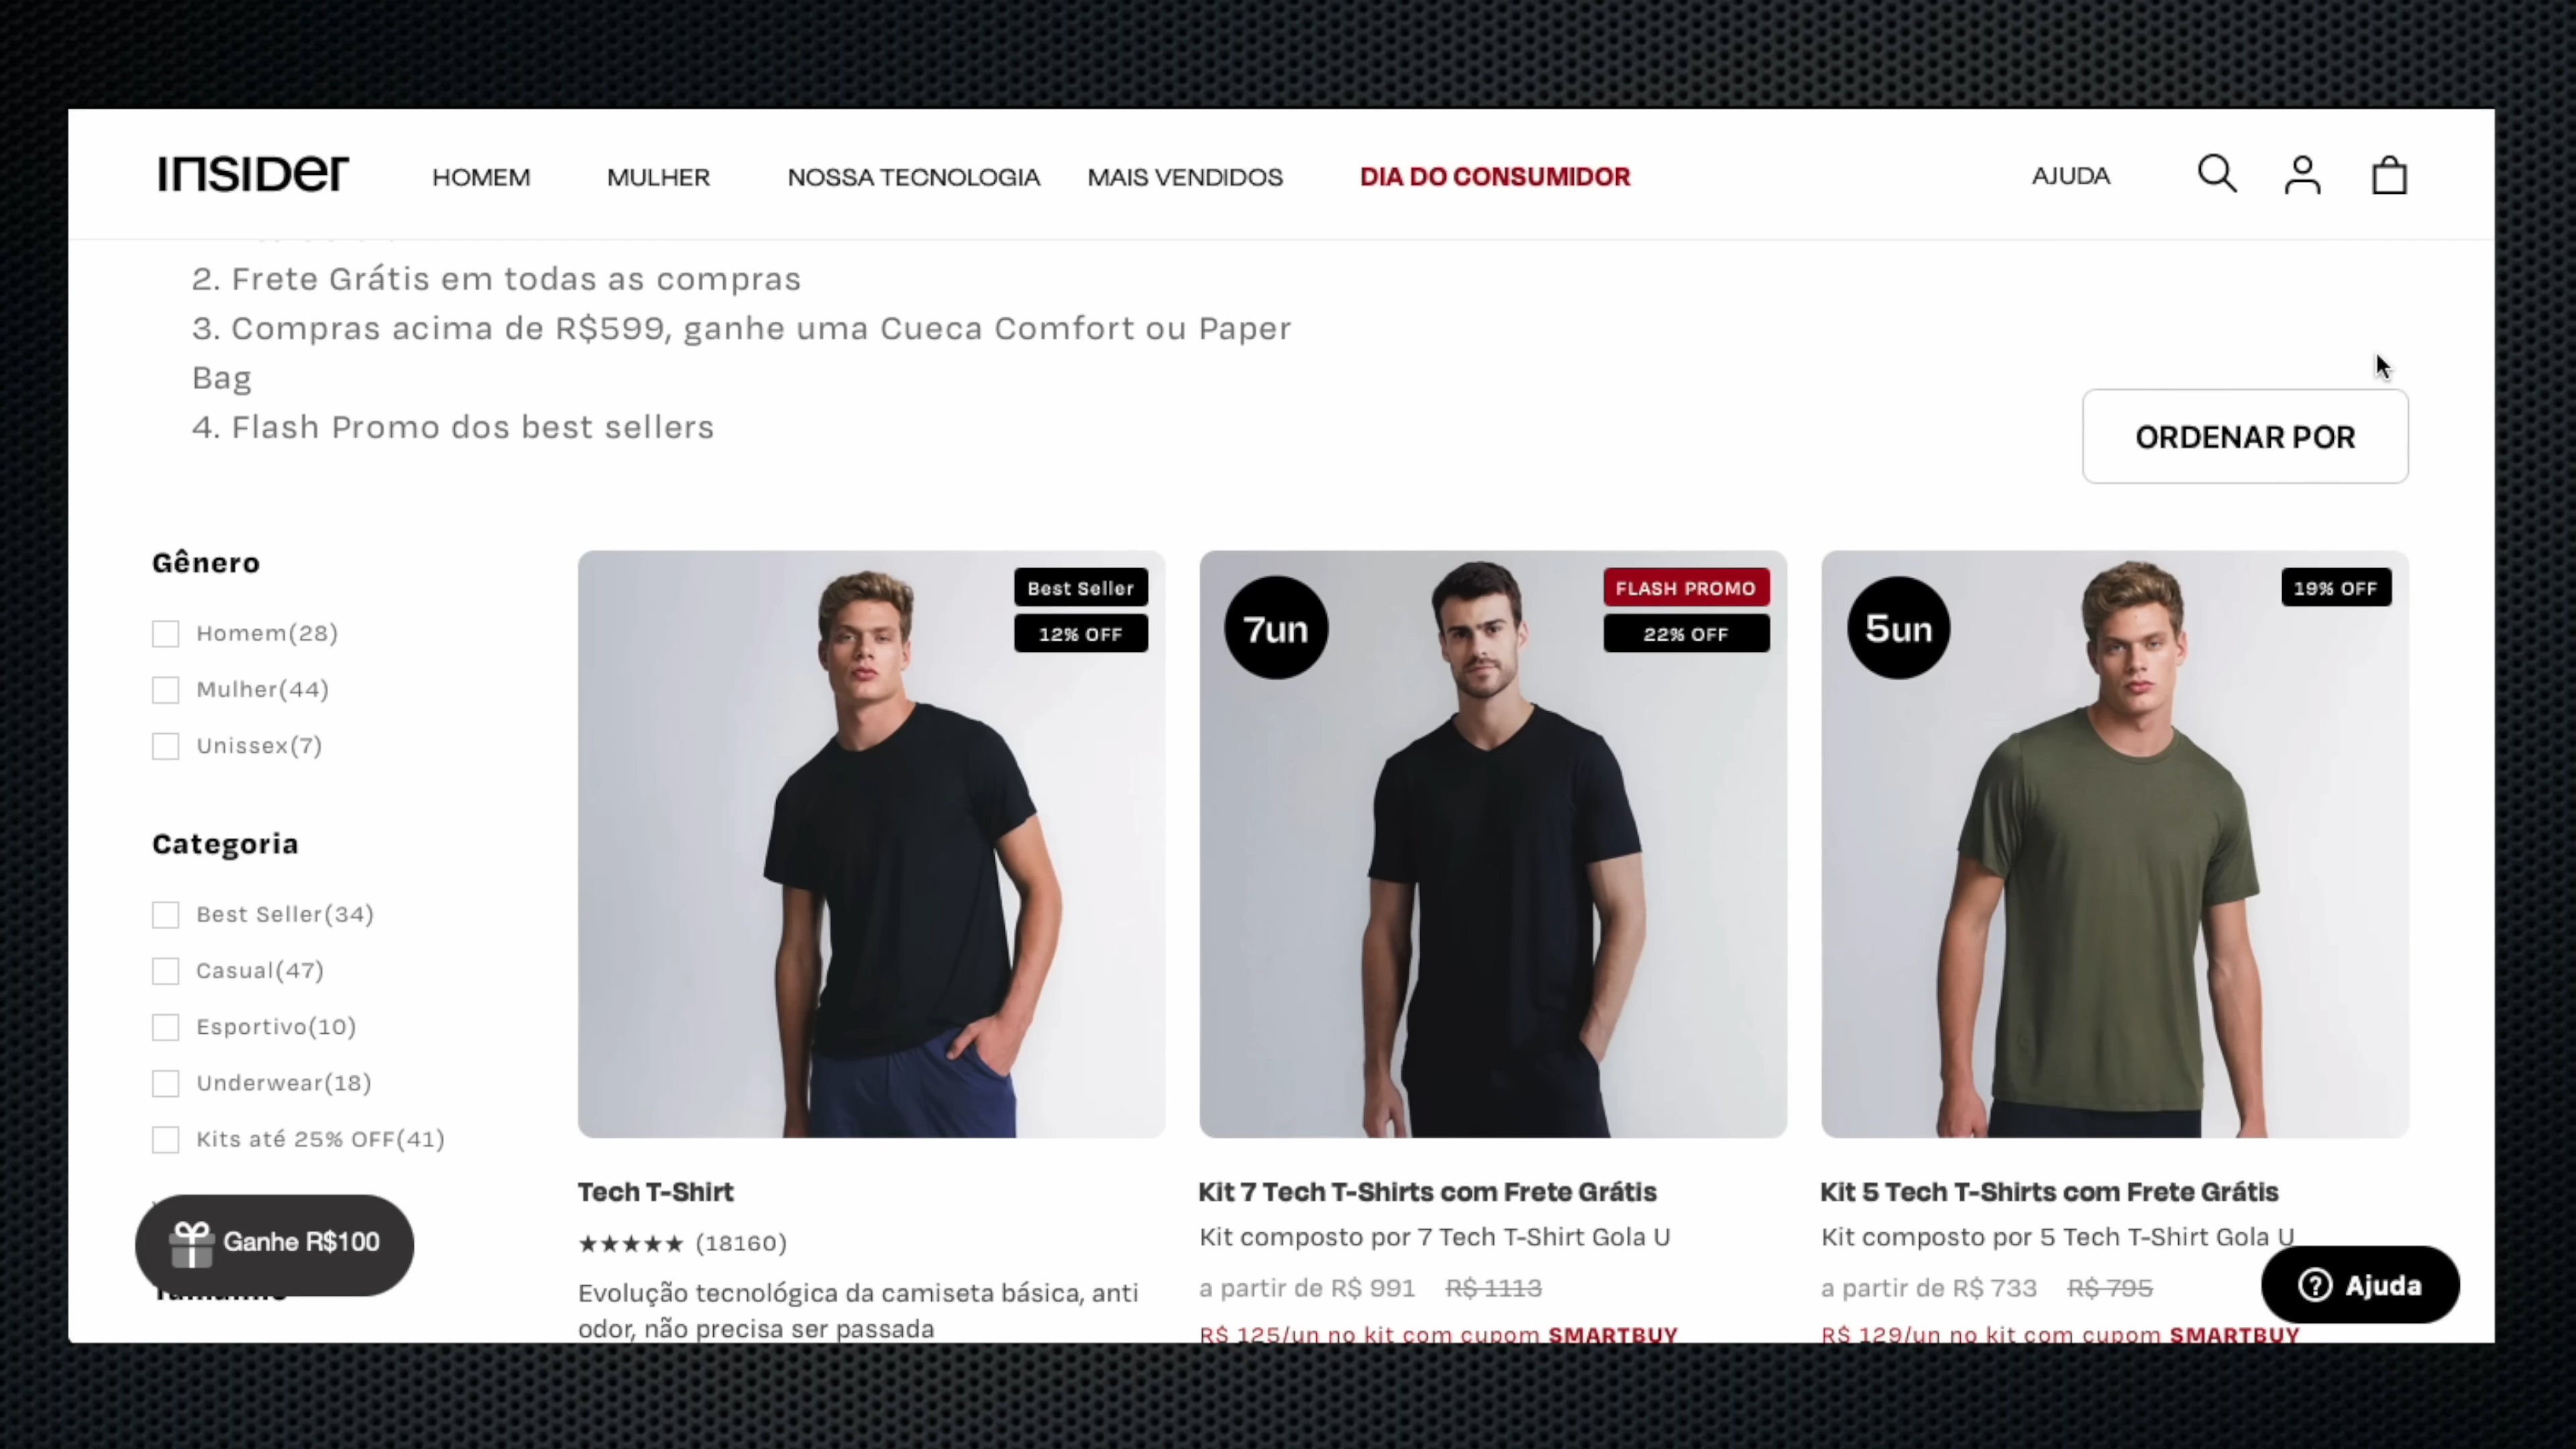 INSIDER
HOMEM
MULHER
NOSSA TECNOLOGIA
MAIS VENDIDOS
DIA DO CONSUMIDOR
AJUDA
2. Frete Grátis em todas as compras
3. Compras acima de R$599, ganhe uma Cueca Comfort ou Paper
Bag
4. Flash Promo dos best sellers
ORDENAR POR
Gênero
Homem(28)
Mulher(44)
Unissex(7)
Categoria
Best Seller(34)
Casual(47)
Esportivo(10)
Underwear(18)
Kits até 25% OFF(41)
Ganhe R$100
Best Seller
12% OFF
Tech T-Shirt
★★★★★ (18160)
Evolução tecnológica da camiseta básica, anti
odor, não precisa ser passada
7un
FLASH PROMO
22% OFF
Kit 7 Tech T-Shirts com Frete Grátis
Kit composto por 7 Tech T-Shirt Gola U
a partir de R$ 991 R$ 1113
R$ 125/un no kit com cupom SMARTBUY
5un
19% OFF
Kit 5 Tech T-Shirts com Frete Grátis
Kit composto por 5 Tech T-Shirt Gola U
a partir de R$ 733 R$ 795
R$ 129/un no kit com cupom SMARTBUY
Ajuda